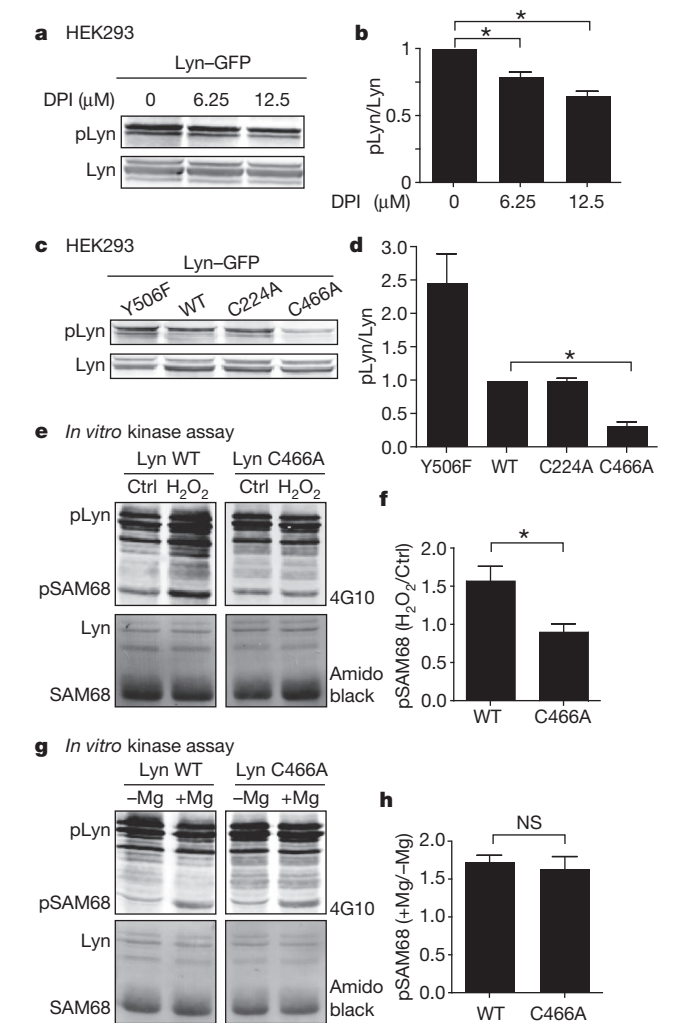 a HEK293
Lyn–GFP
DPI (μM) 0 6.25 12.5
pLyn
Lyn
b
* 
*
1
0.5
0
pLyn/Lyn
DPI (μM) 0 6.25 12.5
c HEK293
Lyn–GFP
Y506F WT C224A C466A
pLyn
Lyn
d
3.0
2.5
2.0
1.5
1.0
0.5
0.0
pLyn/Lyn
*
Y506F WT C224A C466A
e In vitro kinase assay
Lyn WT Lyn C466A
Ctrl H2O2 Ctrl H2O2
pLyn
pSAM68
4G10
Lyn
SAM68
Amido
black
f
*
2.0
1.5
1.0
0.5
0.0
pSAM68 (H2O2/Ctrl)
WT C466A
g In vitro kinase assay
Lyn WT Lyn C466A
–Mg +Mg –Mg +Mg
pLyn
pSAM68
4G10
Lyn
SAM68
Amido
black
h
NS
2.0
1.5
1.0
0.5
0.0
pSAM68 (+Mg/–Mg)
WT C466A